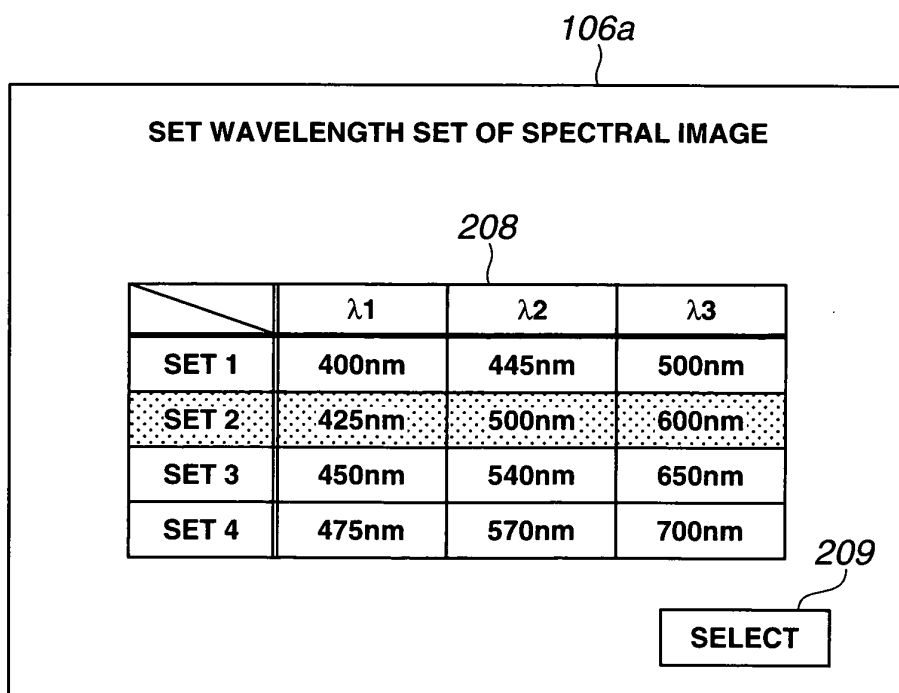 106a
SET WAVELENGTH SET OF SPECTRAL IMAGE
208
λ1 λ2 λ3
SET 1 400nm 445nm 500nm
SET 2 425nm 500nm 600nm
SET 3 450nm 540nm 650nm
SET 4 475nm 570nm 700nm
209
SELECT